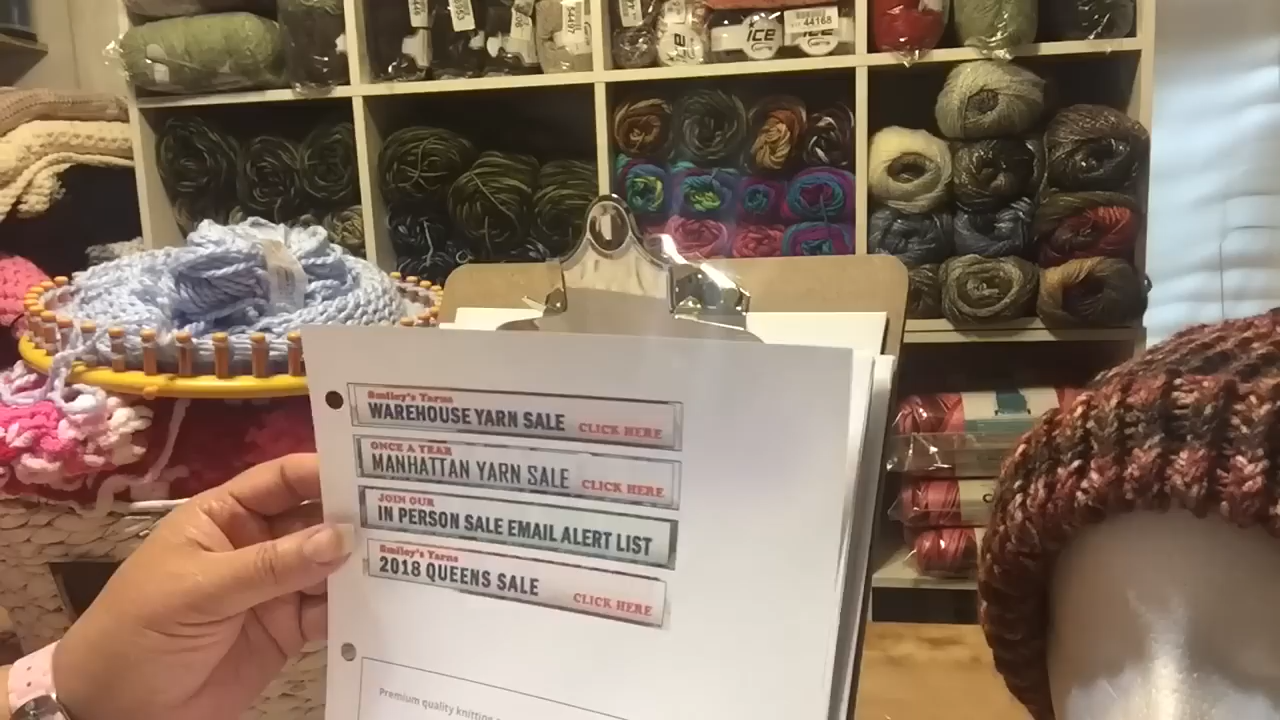 ICE
44168
Smiley's Yarns
WAREHOUSE YARN SALE CLICK HERE
ONCE A YEAR
MANHATTAN YARN SALE CLICK HERE
JOIN OUR
IN PERSON SALE EMAIL ALERT LIST
Smiley's Yarns
2018 QUEENS SALE
CLICK HERE
Premium quality knitting